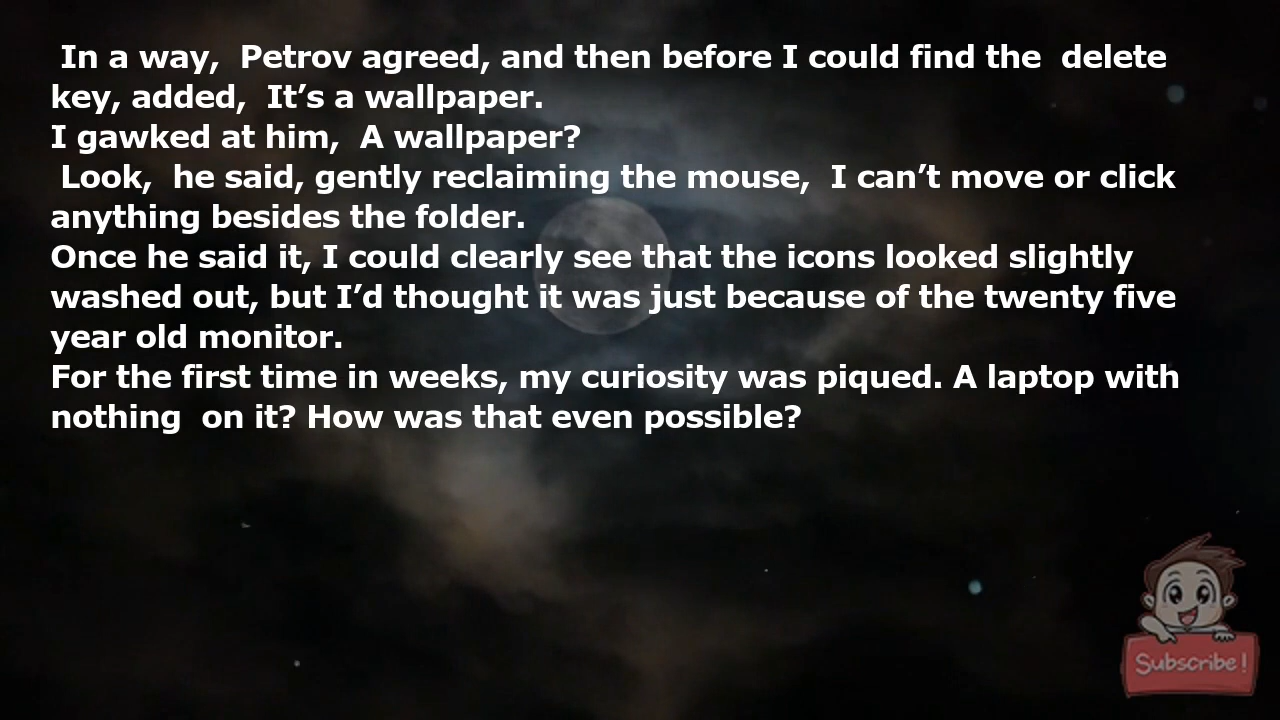 In a way,  Petrov agreed, and then before I could find the  delete
key, added,  It’s a wallpaper.
I gawked at him,  A wallpaper?
Look,  he said, gently reclaiming the mouse,  I can’t move or click
anything besides the folder.
Once he said it, I could clearly see that the icons looked slightly
washed out, but I’d thought it was just because of the twenty five
year old monitor.
For the first time in weeks, my curiosity was piqued. A laptop with
nothing  on it? How was that even possible?
Subscribe!